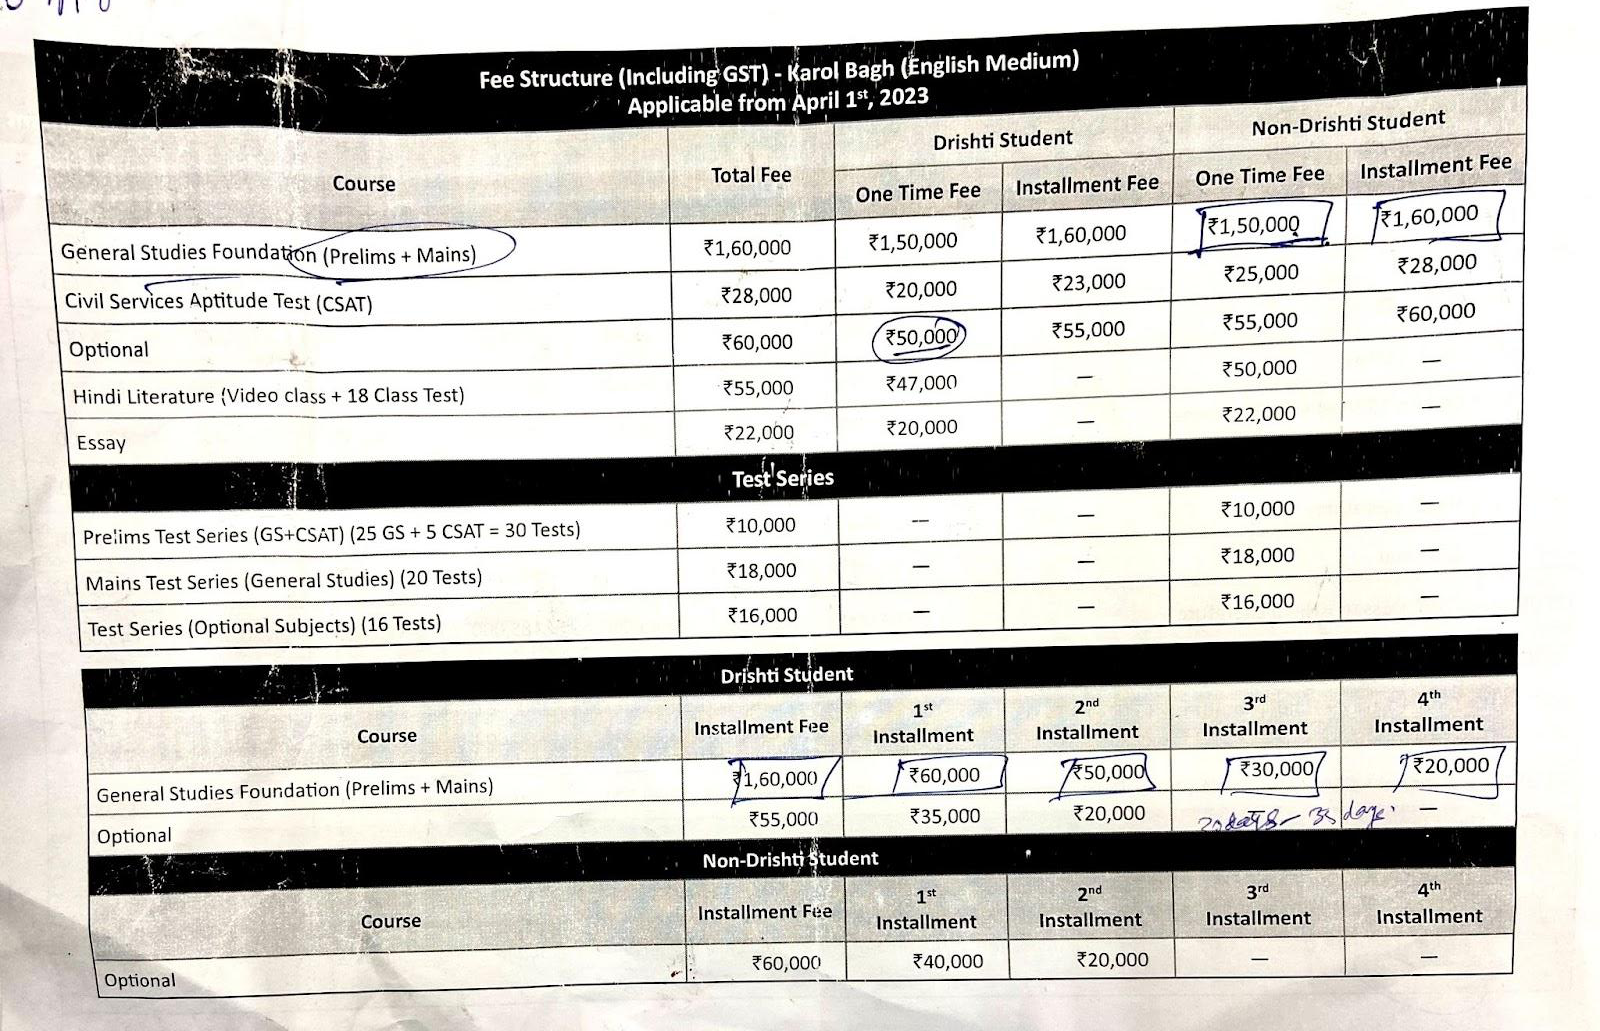 Fee Structure (Including GST) - Karol Bagh (English Medium)
Applicable from April 1st, 2023
Course Total Fee Drishti Student Non-Drishti Student
One Time Fee Installment Fee One Time Fee Installment Fee
General Studies Foundation (Prelims + Mains) ₹1,60,000 ₹1,50,000 ₹1,60,000 ₹1,50,000 ₹1,60,000
Civil Services Aptitude Test (CSAT) ₹28,000 ₹20,000 ₹23,000 ₹25,000 ₹28,000
Optional ₹60,000 ₹50,000 ₹55,000 ₹55,000 ₹60,000
Hindi Literature (Video class + 18 Class Test) ₹55,000 ₹47,000 — ₹50,000 —
Essay ₹22,000 ₹20,000 — ₹22,000 —
Test Series
Prelims Test Series (GS+CSAT) (25 GS + 5 CSAT = 30 Tests) ₹10,000 — — ₹10,000 —
Mains Test Series (General Studies) (20 Tests) ₹18,000 — — ₹18,000 —
Test Series (Optional Subjects) (16 Tests) ₹16,000 — — ₹16,000 —
Drishti Student
Course Installment Fee 1st Installment 2nd Installment 3rd Installment 4th Installment
General Studies Foundation (Prelims + Mains) ₹1,60,000 ₹60,000 ₹50,000 ₹30,000 ₹20,000
Optional ₹55,000 ₹35,000 ₹20,000 days. —
Non-Drishti Student
Course Installment Fee 1st Installment 2nd Installment 3rd Installment 4th Installment
Optional ₹60,000 ₹40,000 ₹20,000 — —